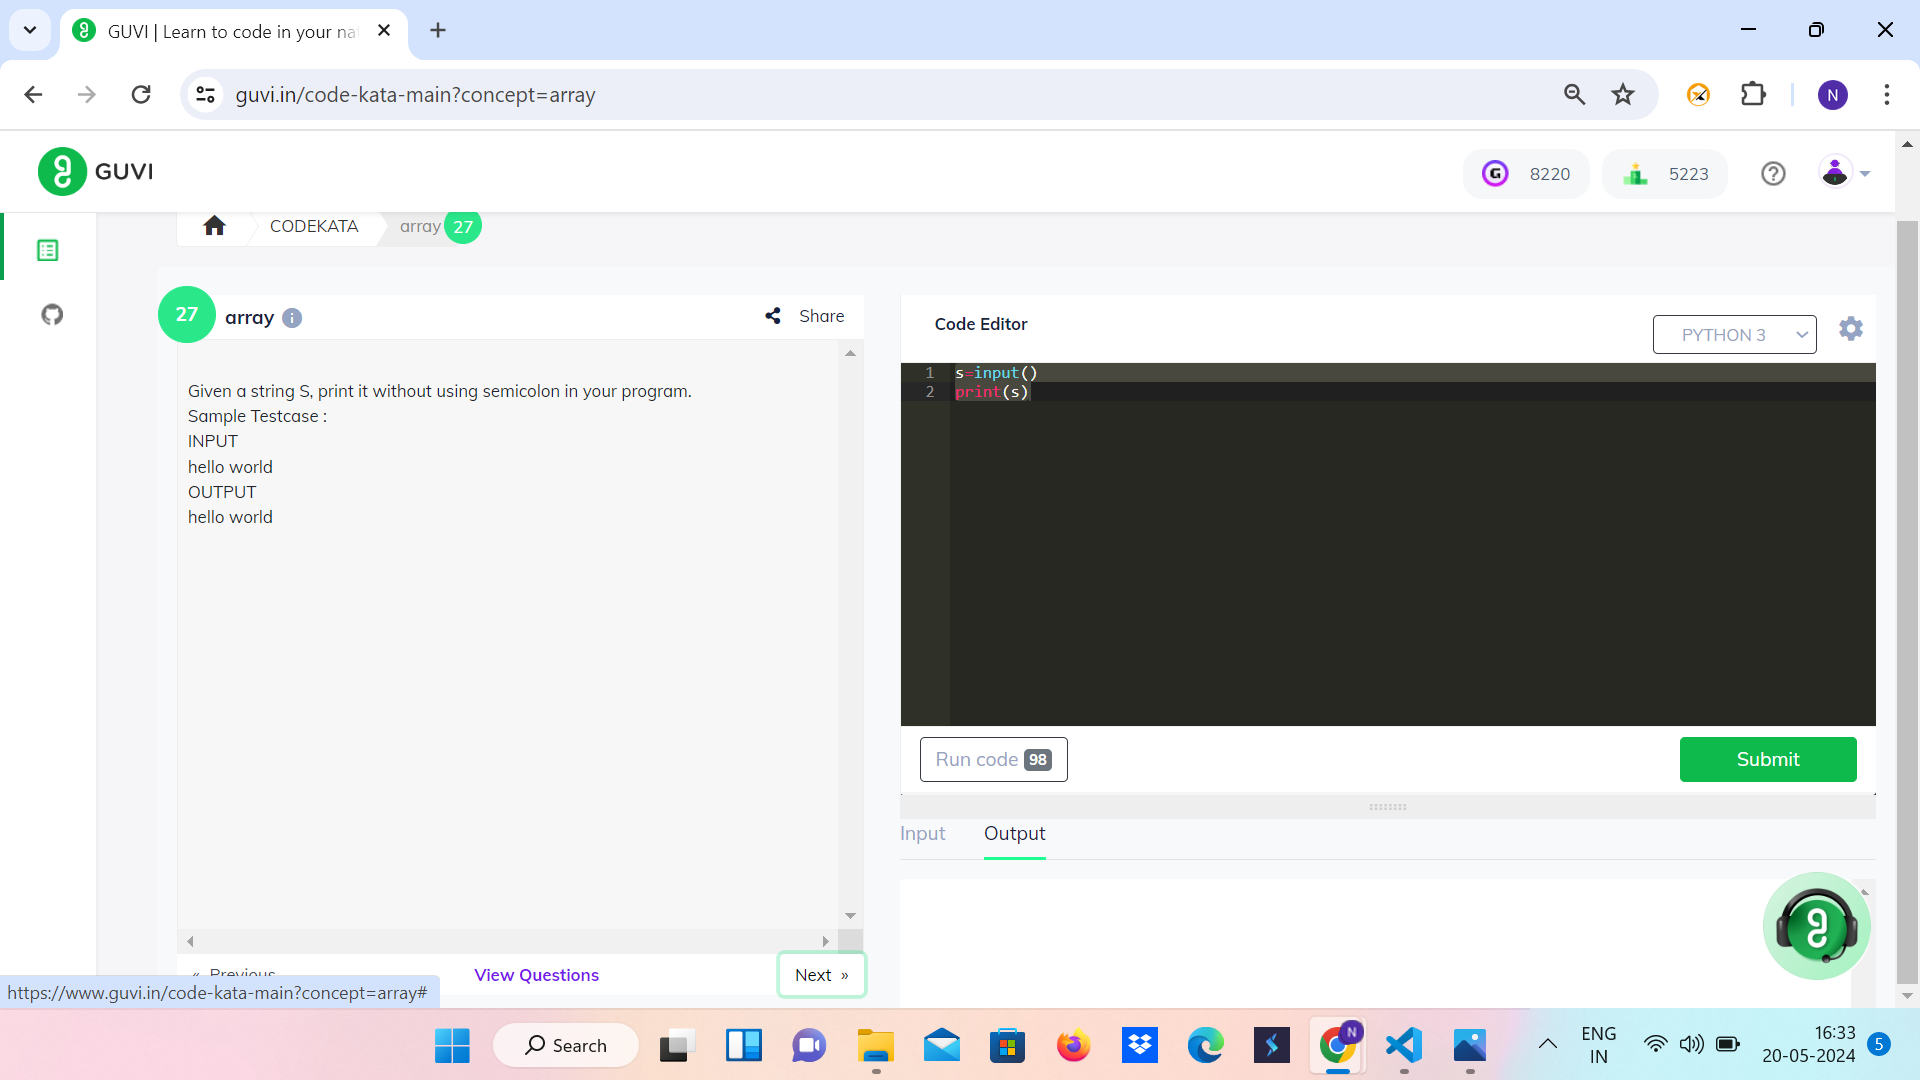 GUVI | Learn to code in your na
guvi.in/code-kata-main?concept=array
N
GUVI
G
8220
5223
CODEKATA
array 27
27
array
Share
Given a string S, print it without using semicolon in your program.
Sample Testcase :
INPUT
hello world
OUTPUT
hello world
Code Editor
PYTHON 3
1 s=input()
2 print(s)
Run code 98
Submit
Input
Output
« Previous
View Questions
Next »
https://www.guvi.in/code-kata-main?concept=array#
Search
N
ENG
IN
16:33
20-05-2024
5